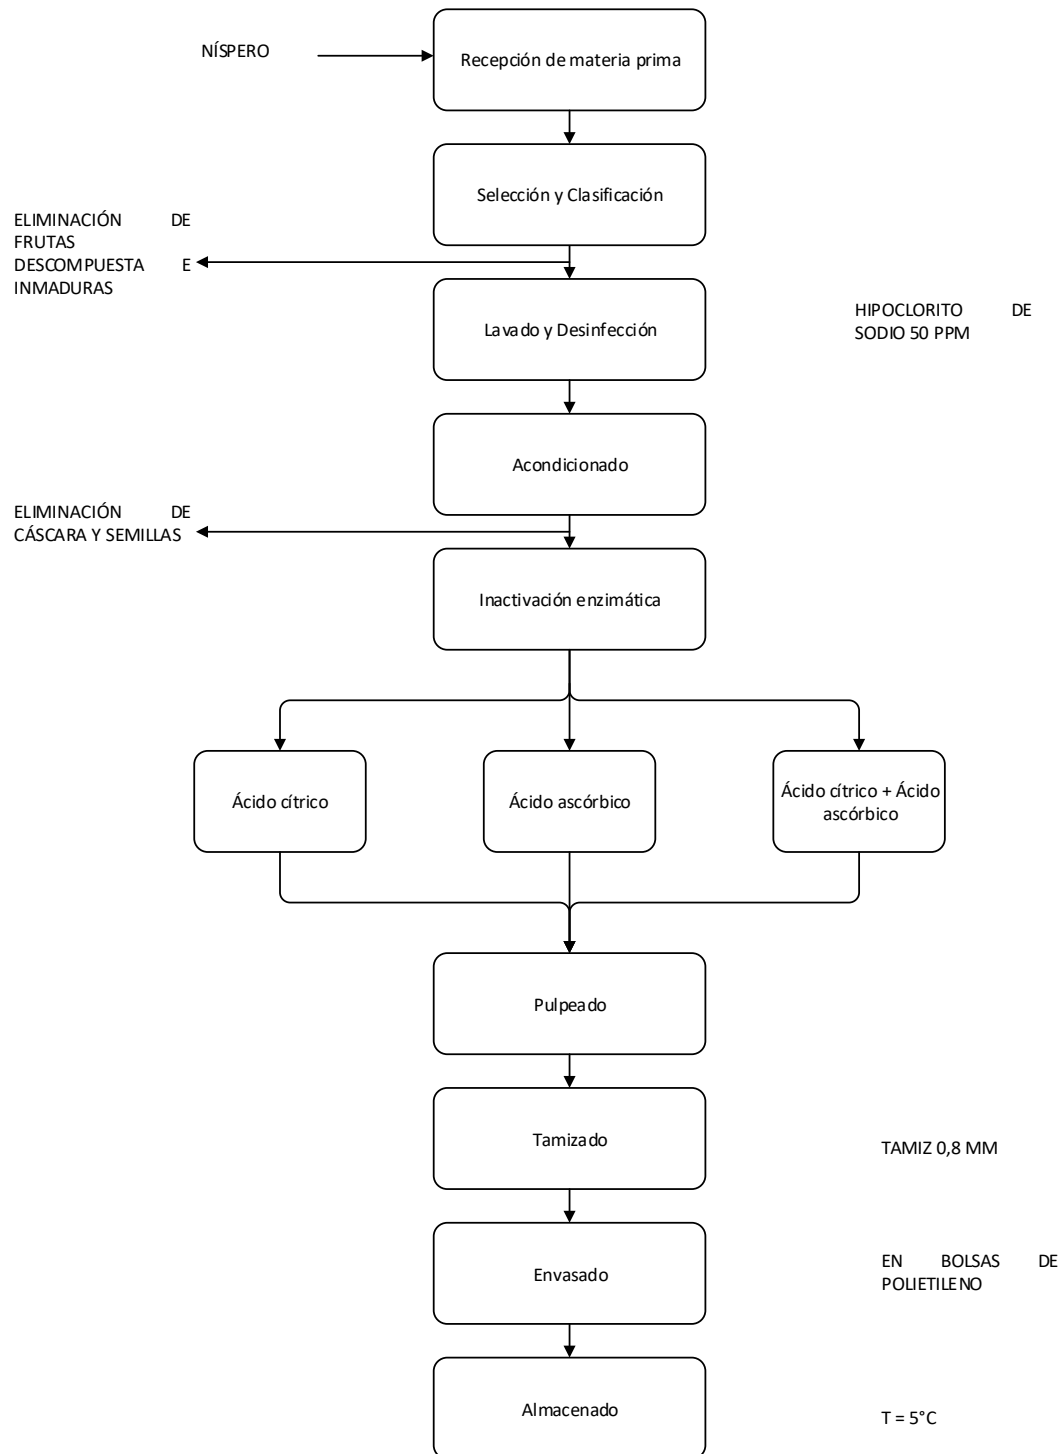 NÍSPERO
Recepción de materia prima
Selección y Clasificación
ELIMINACIÓN DE
FRUTAS
DESCOMPUESTA E
INMADURAS
Lavado y Desinfección
HIPOCLORITO DE
SODIO 50 PPM
Acondicionado
ELIMINACIÓN DE
CÁSCARA Y SEMILLAS
Inactivación enzimática
Ácido cítrico
Ácido ascórbico
Ácido cítrico + Ácido
ascórbico
Pulpeado
Tamizado
TAMIZ 0,8 MM
Envasado
EN BOLSAS DE
POLIETILENO
Almacenado
T = 5°C